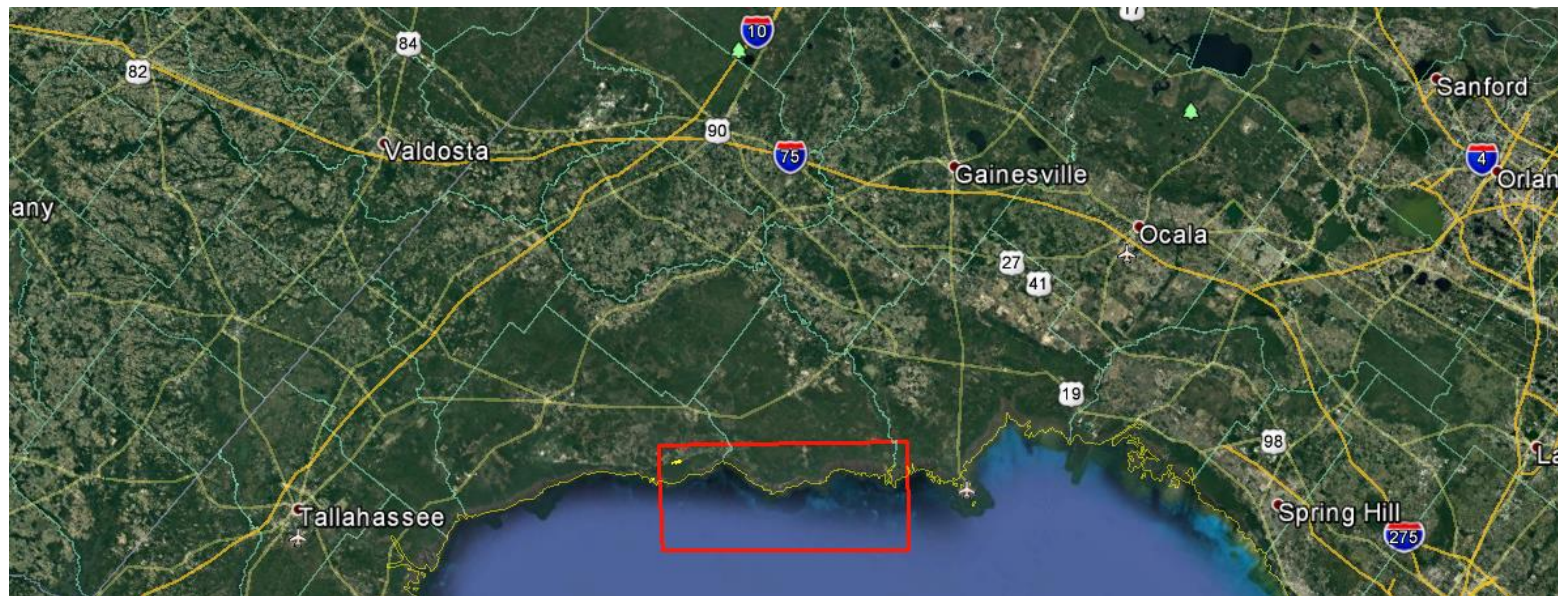 17
10
84
82
Sanford
90
Valdosta
75
4
Gainesville
Orlan
any
Ocala
27
41
19
98
La
Tallahassee
Spring Hill
275